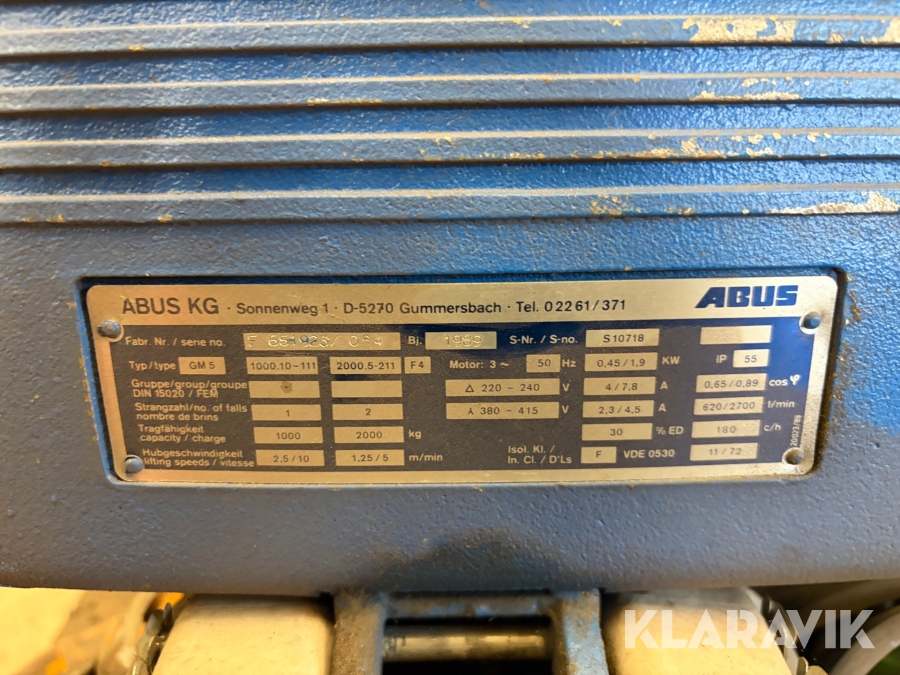 ABUS KG · Sonnenweg 1 · D-5270 Gummersbach · Tel. 0 22 61/371 ABUS
Fabr. Nr. / serie no. Bj. 1989 S-Nr. / S-no. S10718
Typ/type GM 5 1000.10-111 2000.5-211 F4 Motor: 3 ~ 50 Hz 0,45/1,9 KW IP 55
Gruppe/group/groupe
DIN 15020 / FEM △ 220 - 240 V 4/7,8 A 0,65/0,89 cos φ
Strangzahl/no. of falls
nombre de brins 1 2 ⅄ 380 - 415 V 2,3/4,5 A 620/2700 1/min
Tragfähigkeit
capacity / charge 1000 2000 kg 30 % ED 180 c/h
Hubgeschwindigkeit
lifting speeds / vitesse 2,5/10 1,25/5 m/min Isol. Kl. /
In. Cl. / D'Ls F VDE 0530 11/72
KLARAVIK